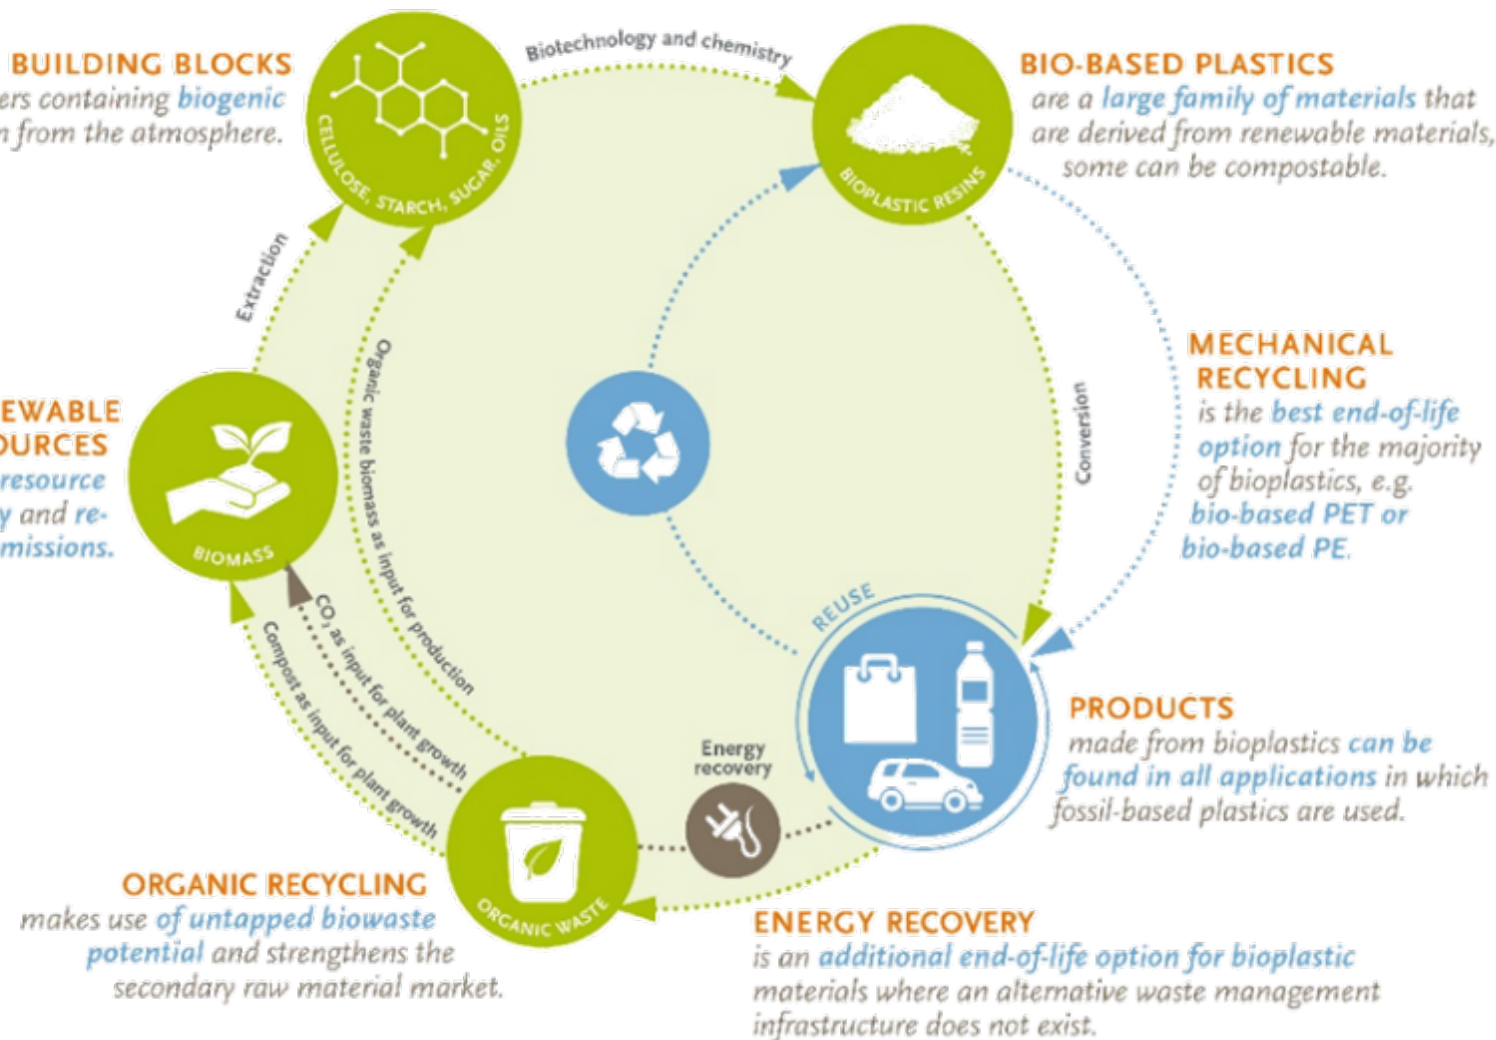 BUILDING BLOCKS
ers containing biogenic
n from the atmosphere.
CELLULOSE, STARCH, SUGAR, OILS
Biotechnology and chemistry
BIOPLASTIC RESINS
BIO-BASED PLASTICS
are a large family of materials that
are derived from renewable materials,
some can be compostable.
Extraction
EWABLE
OURCES
resource
y and re-
missions.
BIOMASS
Organic waste biomass as input for production
CO₂ as input for plant growth
Compost as input for plant growth
Conversion
MECHANICAL
RECYCLING
is the best end-of-life
option for the majority
of bioplastics, e.g.
bio-based PET or
bio-based PE.
REUSE
PRODUCTS
made from bioplastics can be
found in all applications in which
fossil-based plastics are used.
Energy
recovery
ORGANIC WASTE
ORGANIC RECYCLING
makes use of untapped biowaste
potential and strengthens the
secondary raw material market.
ENERGY RECOVERY
is an additional end-of-life option for bioplastic
materials where an alternative waste management
infrastructure does not exist.